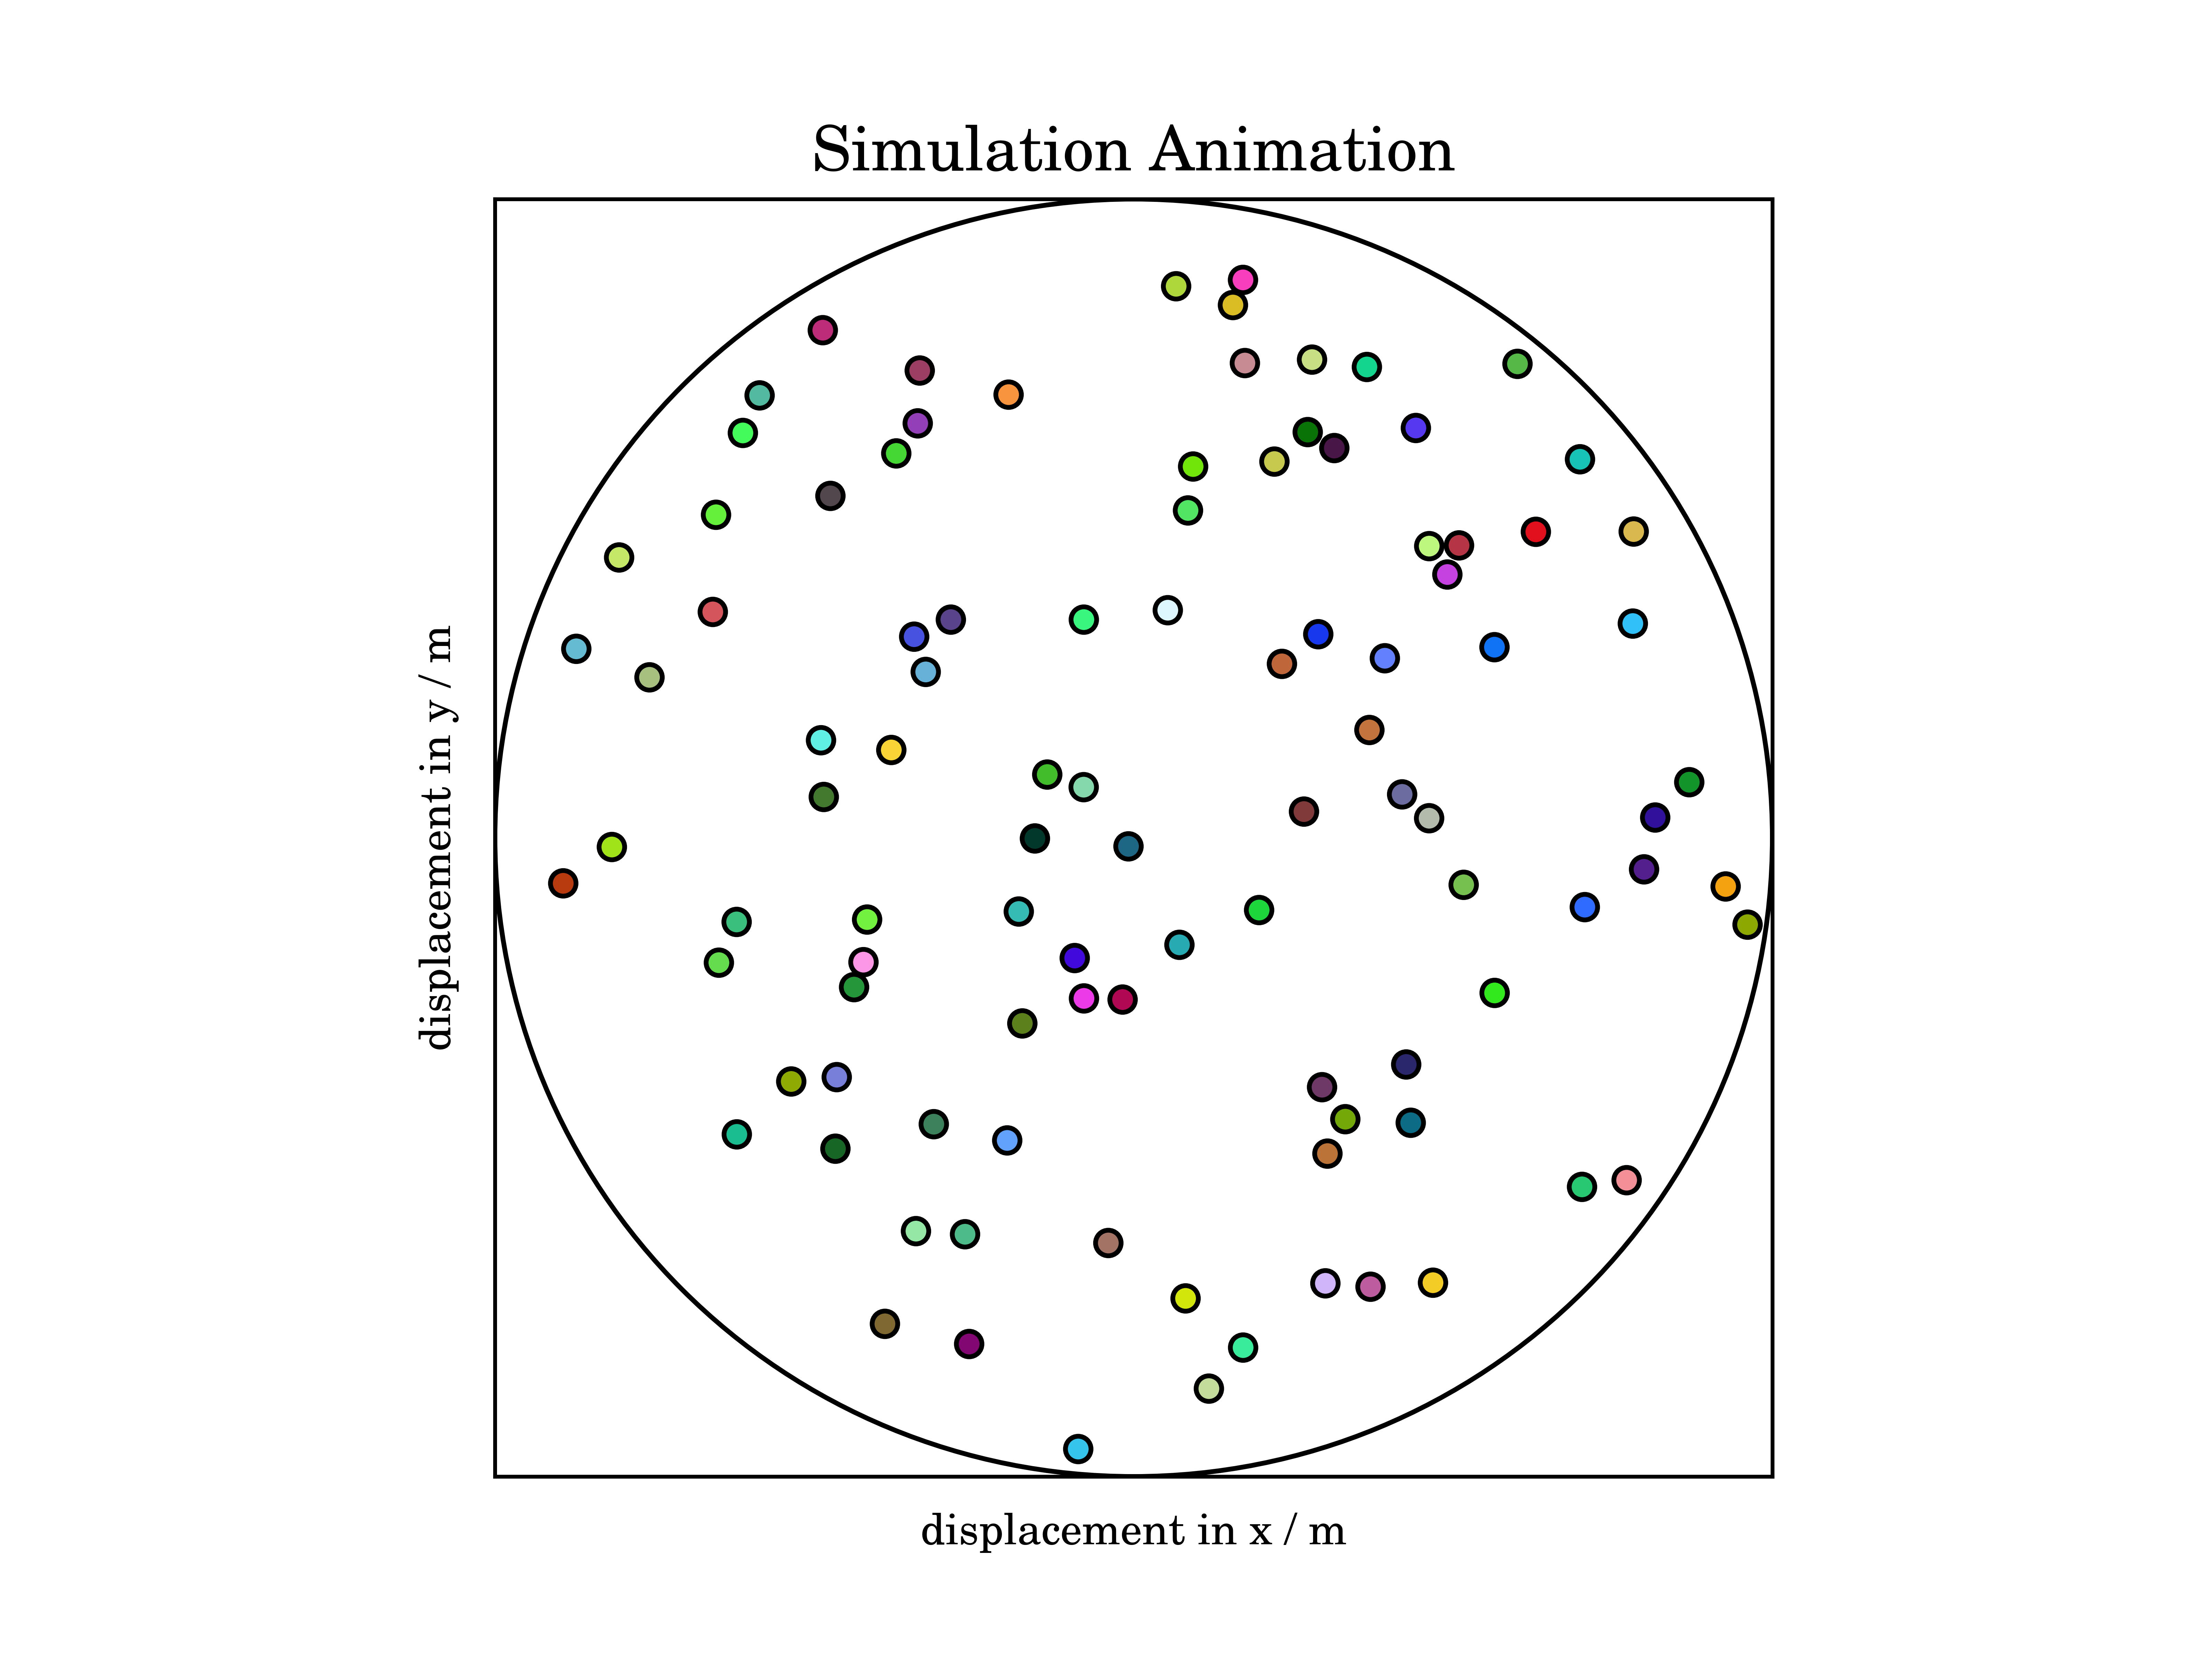 Simulation Animation
displacement in y / m
displacement in x / m